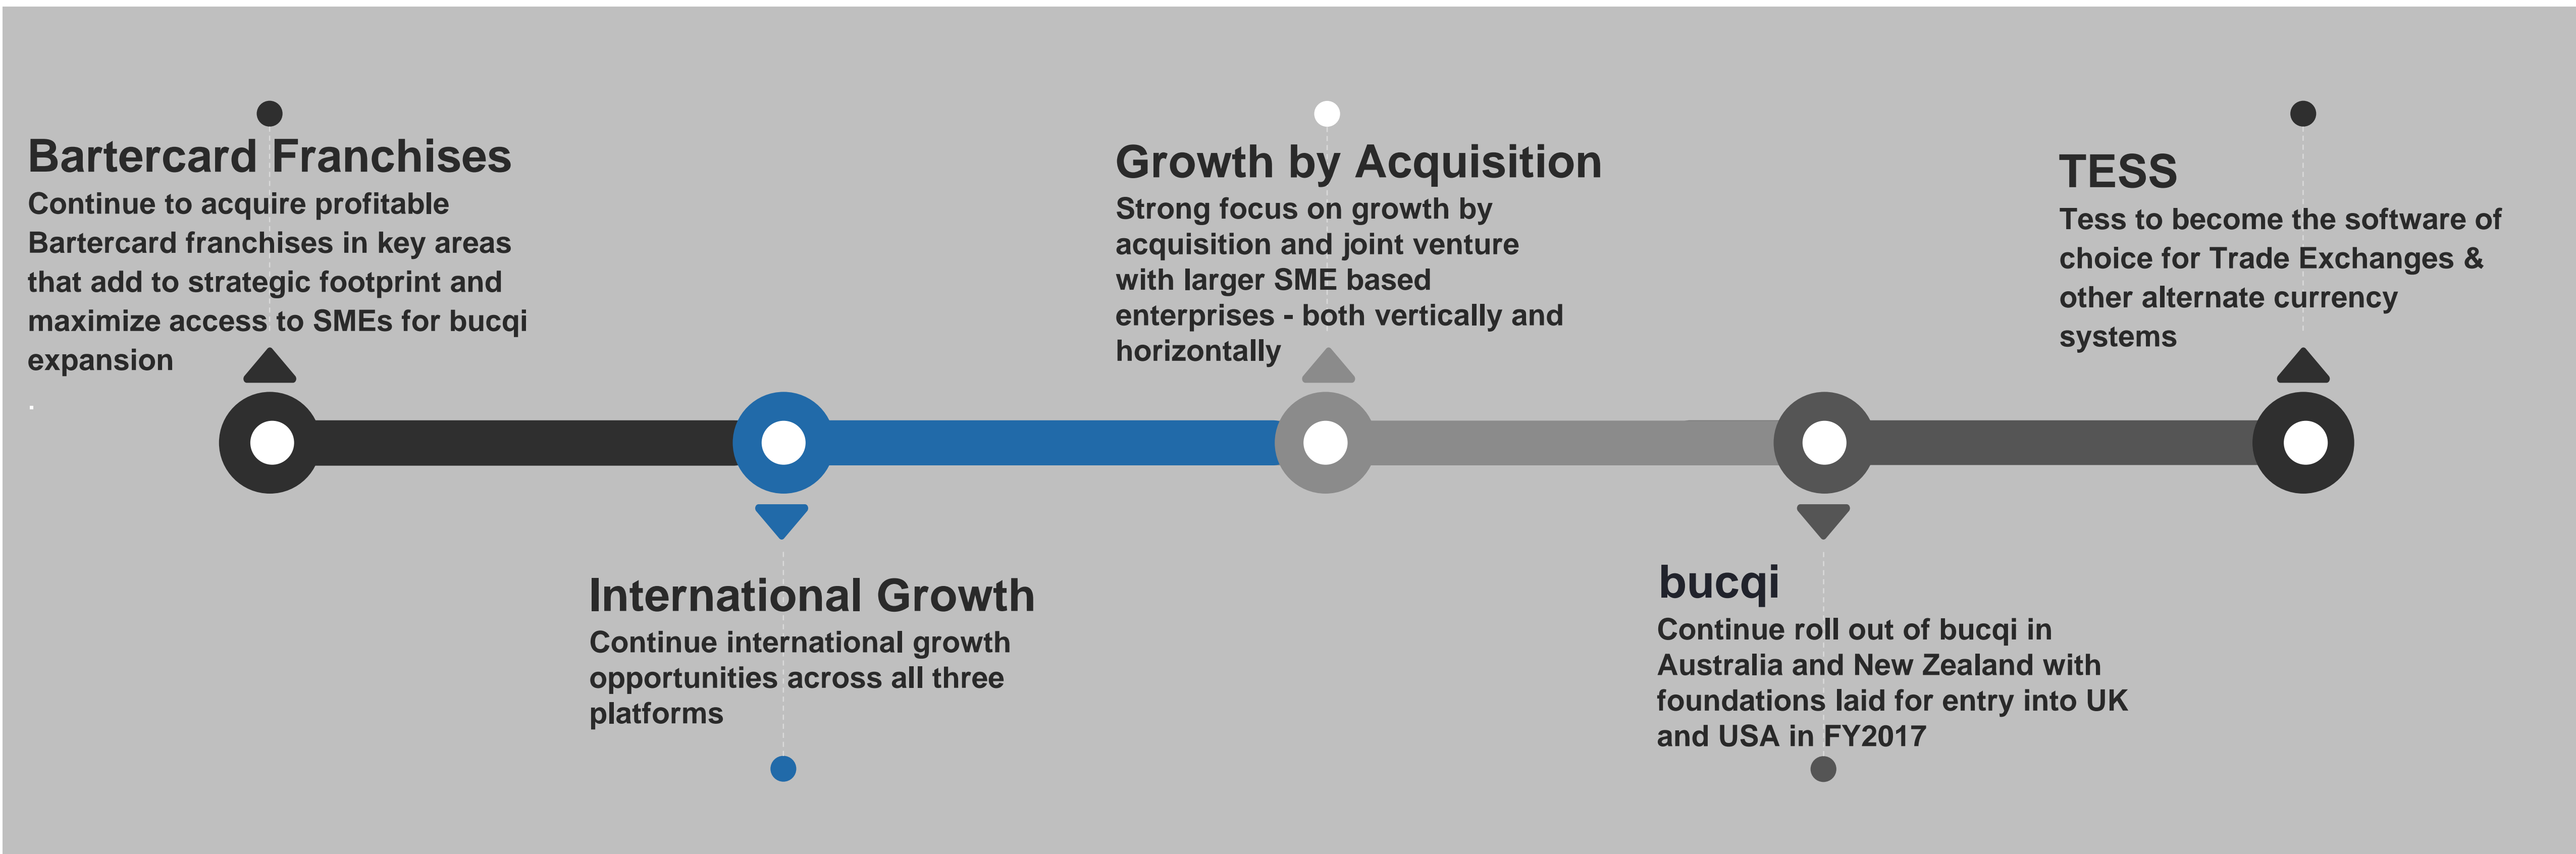 Bartercard Franchises
Continue to acquire profitable
Bartercard franchises in key areas
that add to strategic footprint and
maximize access to SMEs for bucqi
expansion
.
International Growth
Continue international growth
opportunities across all three
platforms
Growth by Acquisition
Strong focus on growth by
acquisition and joint venture
with larger SME based
enterprises - both vertically and
horizontally
bucqi
Continue roll out of bucqi in
Australia and New Zealand with
foundations laid for entry into UK
and USA in FY2017
TESS
Tess to become the software of
choice for Trade Exchanges &
other alternate currency
systems